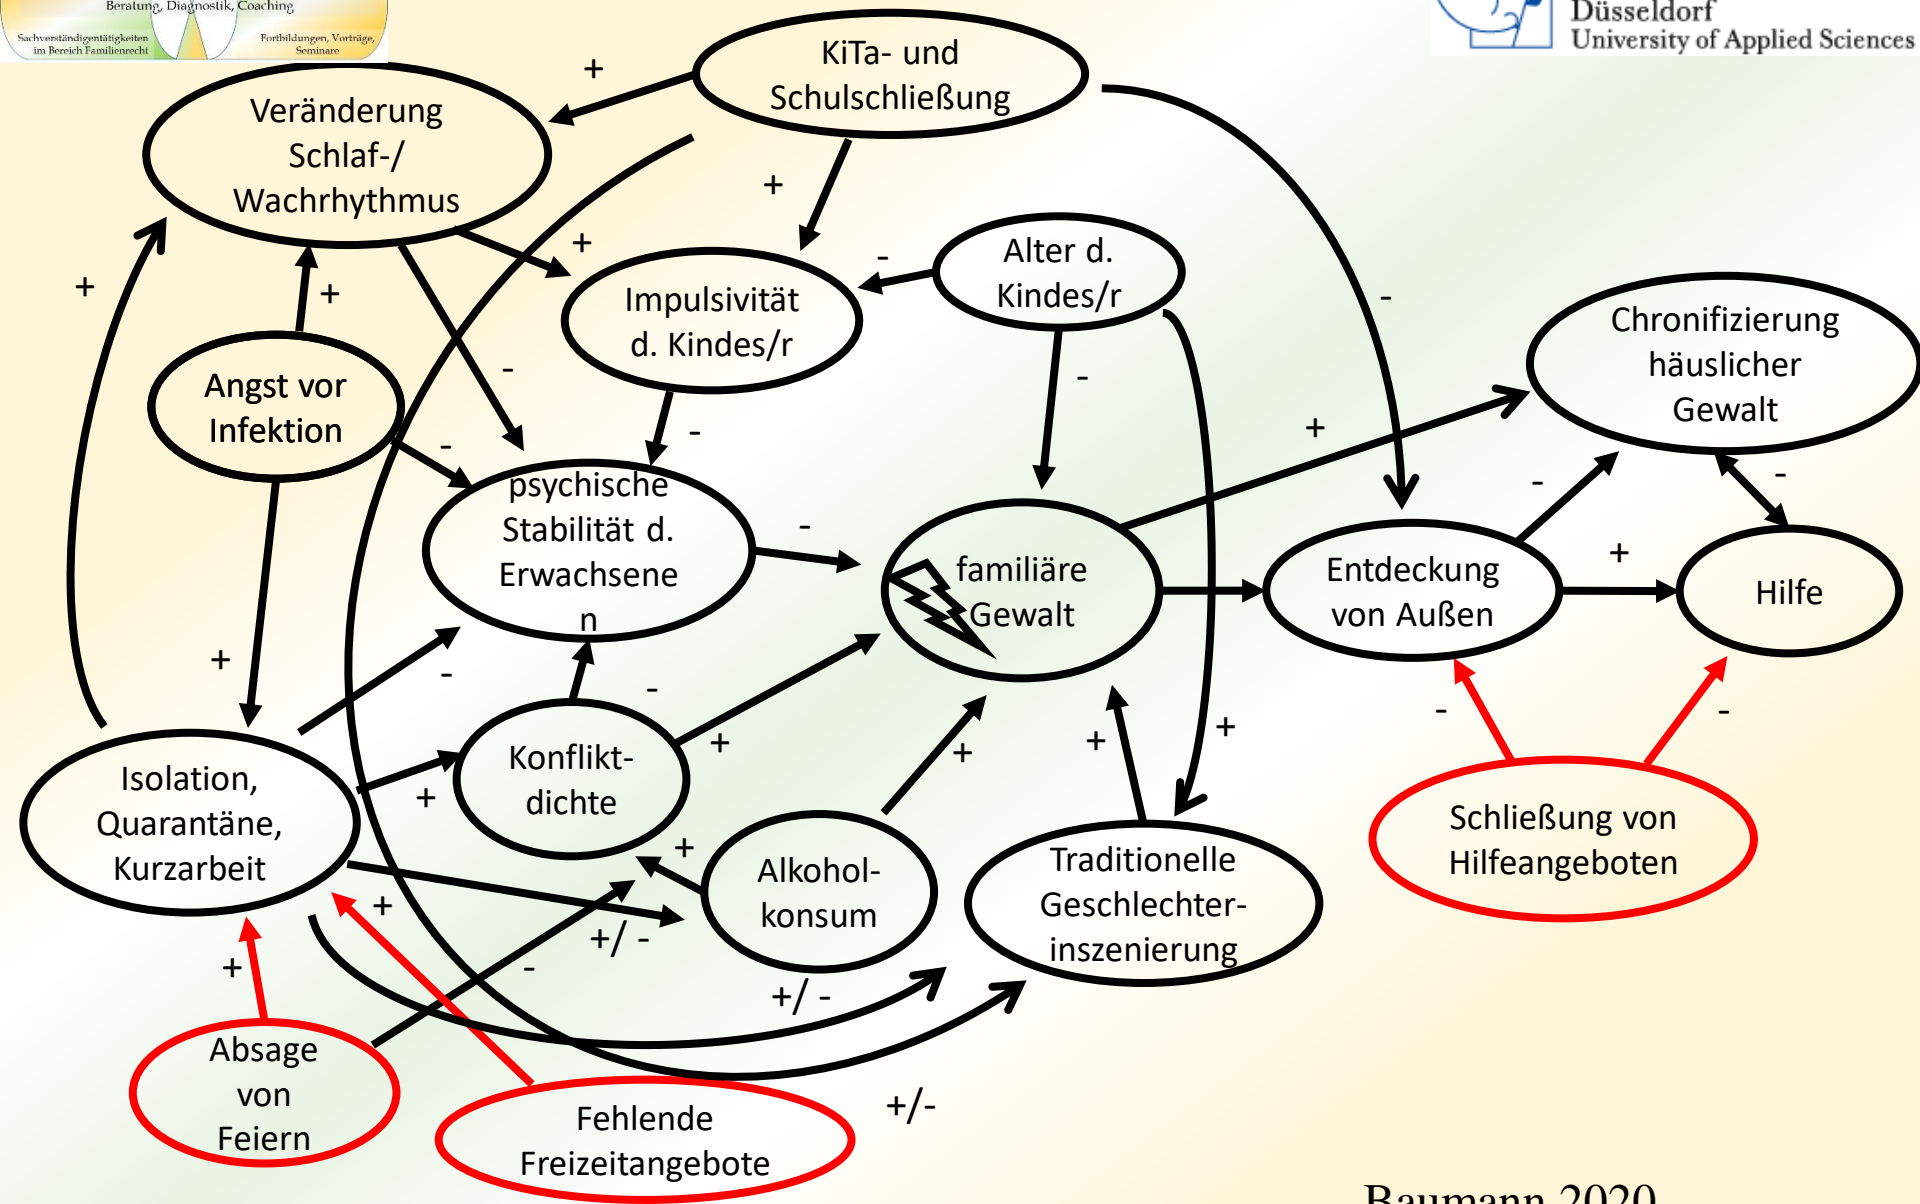 Beratung, Diagnostik, Coaching
Sachverständigentätigkeiten
im Bereich Familienrecht
Fortbildungen, Vorträge,
Seminare
Düsseldorf
University of Applied Sciences
KiTa- und
Schulschließung
+
Veränderung
Schlaf-/
Wachrhythmus
+
+
-
Alter d.
Kindes/r
-
+
+
Impulsivität
d. Kindes/r
-
Chronifizierung
häuslicher
Gewalt
Angst vor
Infektion
-
-
-
-
+
-
-
psychische
Stabilität d.
Erwachsene
n
-
familiäre
Gewalt
Entdeckung
von Außen
+
Hilfe
+
-
-
+
+
+
+
-
-
Isolation,
Quarantäne,
Kurzarbeit
+
Konflikt-
dichte
+
Alkohol-
konsum
Traditionelle
Geschlechter-
inszenierung
Schließung von
Hilfeangeboten
+
+/ -
+
-
+/ -
Absage
von
Feiern
Fehlende
Freizeitangebote
+/-
Baumann 2020